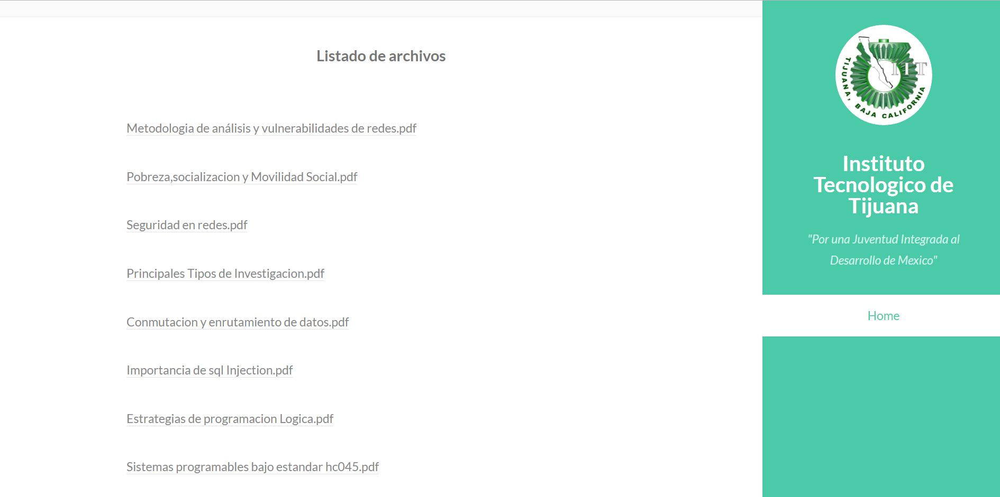 Listado de archivos
Metodologia de análisis y vulnerabilidades de redes.pdf
Pobreza,socializacion y Movilidad Social.pdf
Seguridad en redes.pdf
Principales Tipos de Investigacion.pdf
Conmutacion y enrutamiento de datos.pdf
Importancia de sql Injection.pdf
Estrategias de programacion Logica.pdf
Sistemas programables bajo estandar hc045.pdf
ITT
TIJUANA, BAJA CALIFORNIA
Instituto
Tecnologico de
Tijuana
"Por una Juventud Integrada al
Desarrollo de Mexico"
Home